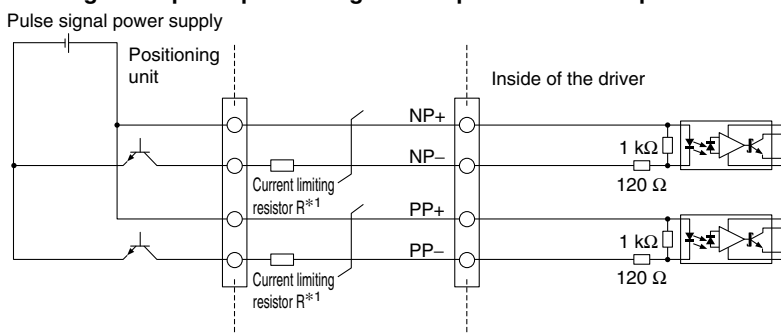 Pulse signal power supply
Positioning
unit
Inside of the driver
NP+
NP−
1 kΩ
120 Ω
Current limiting
resistor R*1
PP+
PP−
1 kΩ
120 Ω
Current limiting
resistor R*1